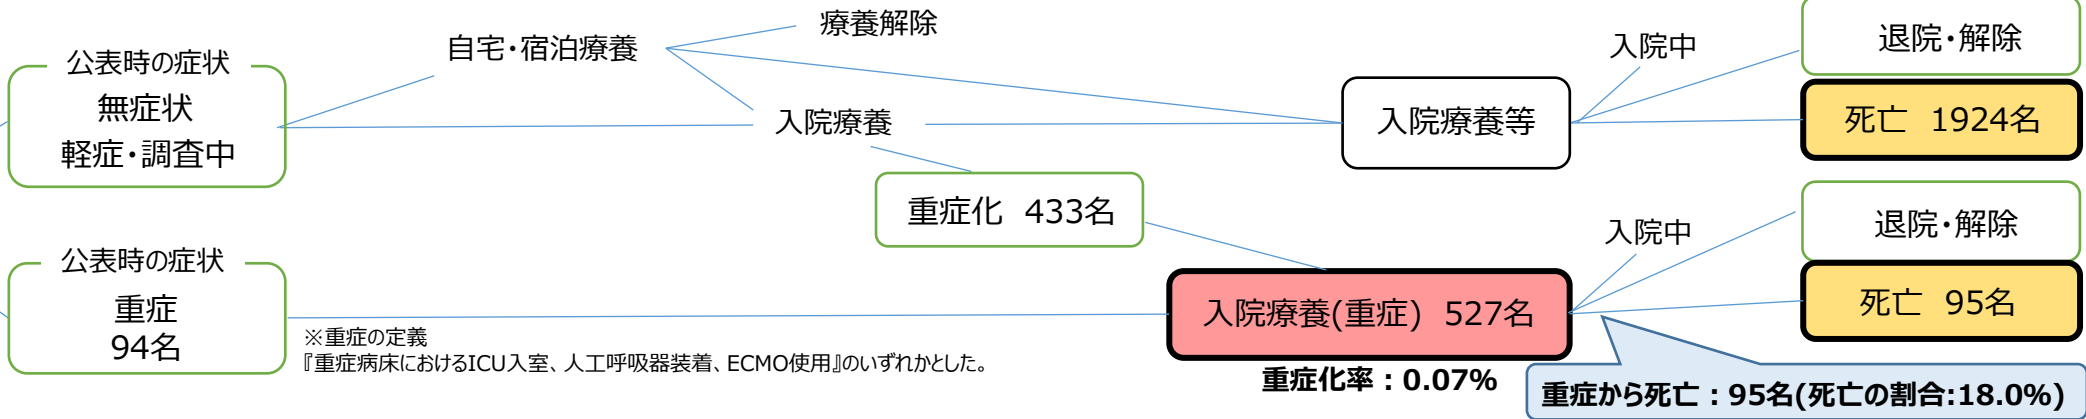 公表時の症状
無症状
軽症・調査中
自宅・宿泊療養
療養解除
入院療養
入院療養等
入院中
退院・解除
死亡 1924名
重症化 433名
公表時の症状
重症
94名
※重症の定義
『重症病床におけるICU入室、人工呼吸器装着、ECMO使用』のいずれかとした。
入院療養(重症) 527名
重症化率：0.07%
入院中
退院・解除
死亡 95名
重症から死亡：95名(死亡の割合:18.0%)